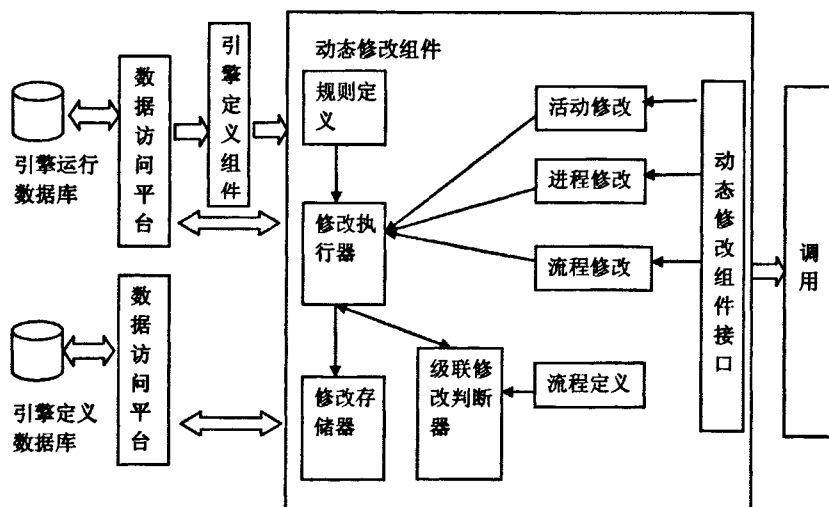 数据访问平台
引擎定义组件
动态修改组件
规则定
义
引擎运行
数据库
修改执
行器
活动修改
进程修改
流程修改
动态修改组件接口
调用
数据访问平台
引擎定义
数据库
修改存
储器
级联修
改判断
器
流程定义